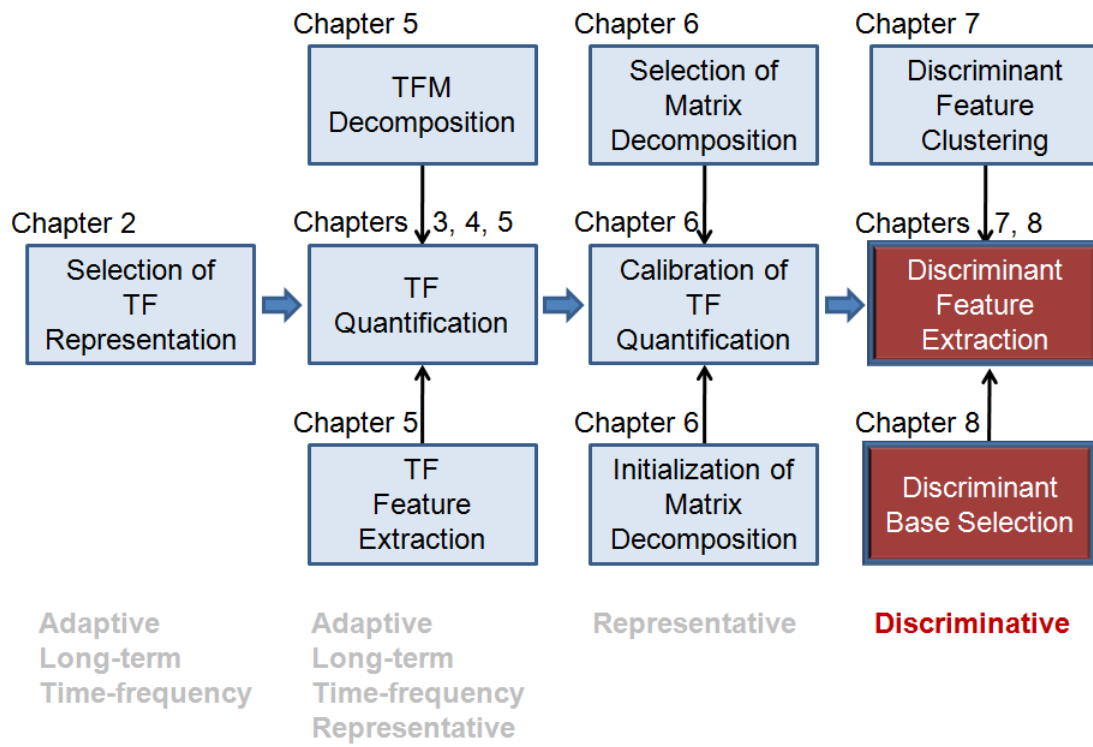 Chapter 5
TFM
Decomposition
Chapter 6
Selection of
Matrix
Decomposition
Chapter 7
Discriminant
Feature
Clustering
Chapter 2
Selection of
TF
Representation
Chapters 3, 4, 5
TF
Quantification
Chapter 6
Calibration of
TF
Quantification
Chapters 7, 8
Discriminant
Feature
Extraction
Chapter 5
TF
Feature
Extraction
Chapter 6
Initialization of
Matrix
Decomposition
Chapter 8
Discriminant
Base Selection
Adaptive
Long-term
Time-frequency
Adaptive
Long-term
Time-frequency
Representative
Representative
Discriminative